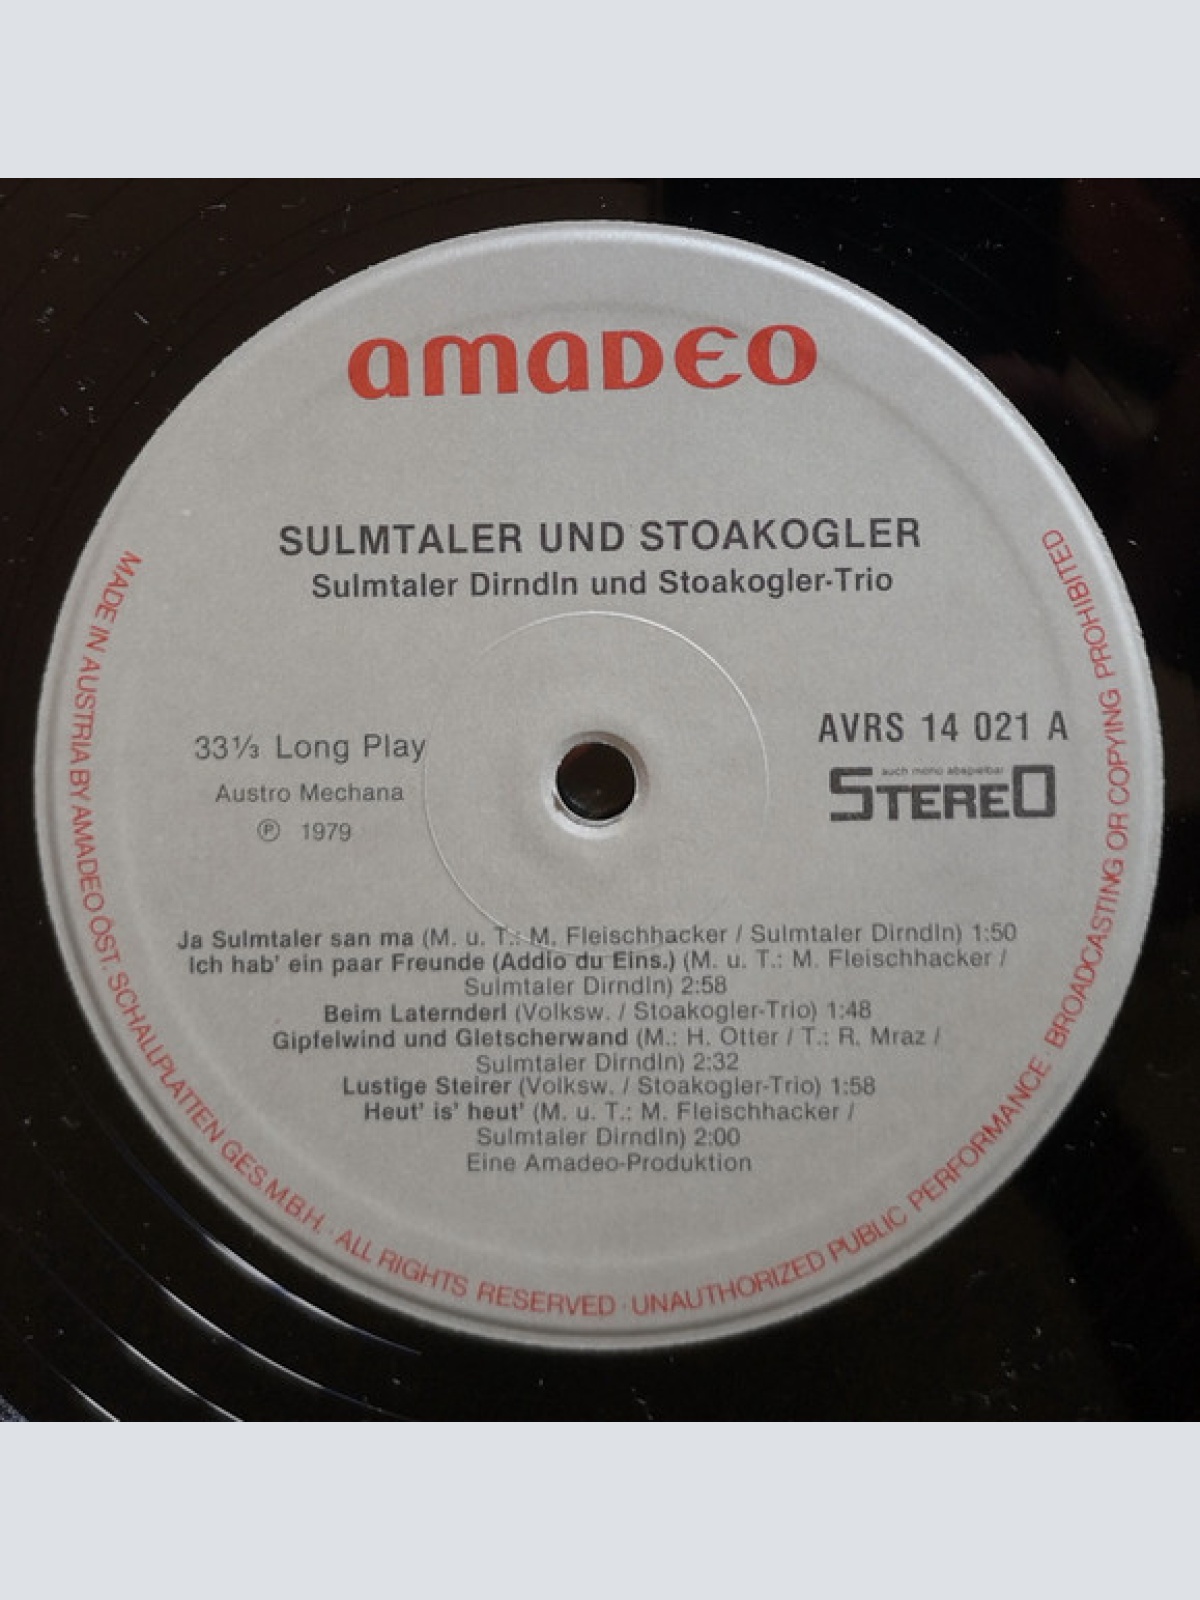 amaDEO
SULMTALER UND STOAKOGLER
Sulmtaler Dirndln und Stoakogler-Trio
33⅓ Long Play
Austro Mechana
℗ 1979
AVRS 14 021 A
auch mono abspielbar
STEREO
Ja Sulmtaler san ma (M. u. T.: M. Fleischhacker / Sulmtaler Dirndln) 1:50
Ich hab' ein paar Freunde (Addio du Eins.) (M. u. T.: M. Fleischhacker /
Sulmtaler Dirndln) 2:58
Beim Laternderl (Volksw. / Stoakogler-Trio) 1:48
Gipfelwind und Gletscherwand (M.: H. Otter / T.: R. Mraz /
Sulmtaler Dirndln) 2:32
Lustige Steirer (Volksw. / Stoakogler-Trio) 1:58
Heut' is' heut' (M. u. T.: M. Fleischhacker /
Sulmtaler Dirndln) 2:00
Eine Amadeo-Produktion
MADE IN AUSTRIA BY AMADEO ÖST. SCHALLPLATTEN GES.M.B.H. · ALL RIGHTS RESERVED · UNAUTHORIZED PUBLIC PERFORMANCE · BROADCASTING OR COPYING PROHIBITED